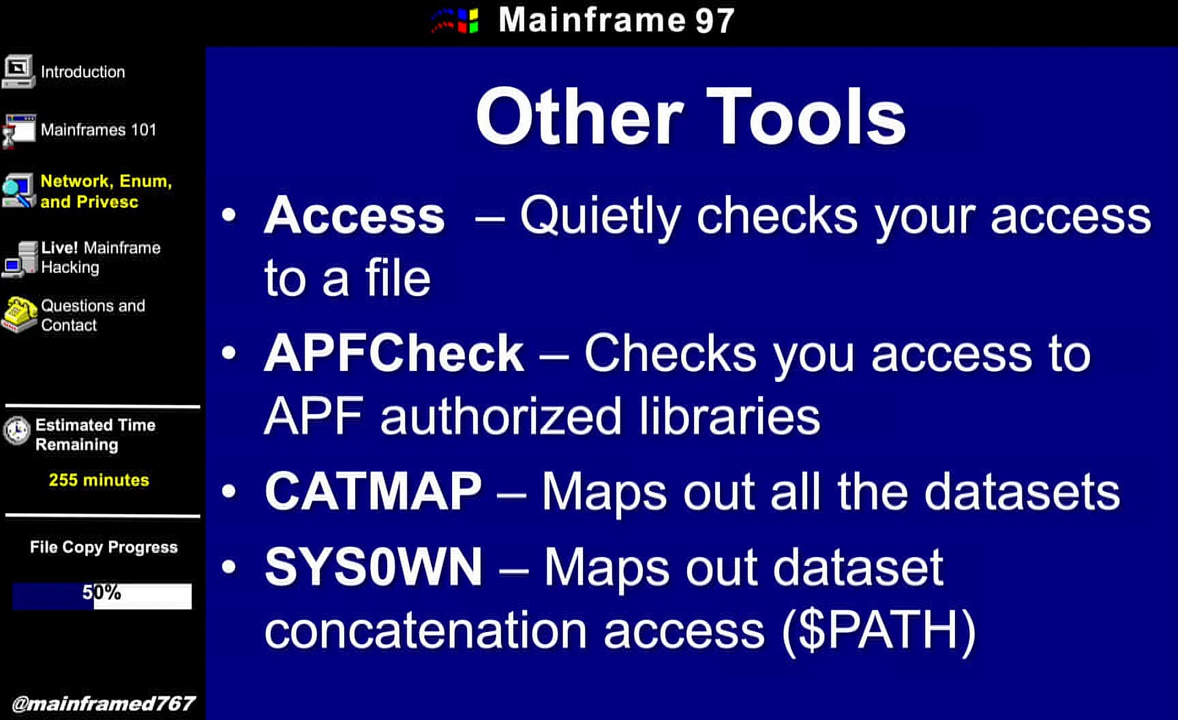 Mainframe 97
Introduction
Mainframes 101
Network, Enum,
and Privesc
Live! Mainframe
Hacking
Questions and
Contact
Estimated Time
Remaining
255 minutes
File Copy Progress
50%
@mainframed767
Other Tools
• Access – Quietly checks your access
to a file
• APFCheck – Checks you access to
APF authorized libraries
• CATMAP – Maps out all the datasets
• SYS0WN – Maps out dataset
concatenation access ($PATH)